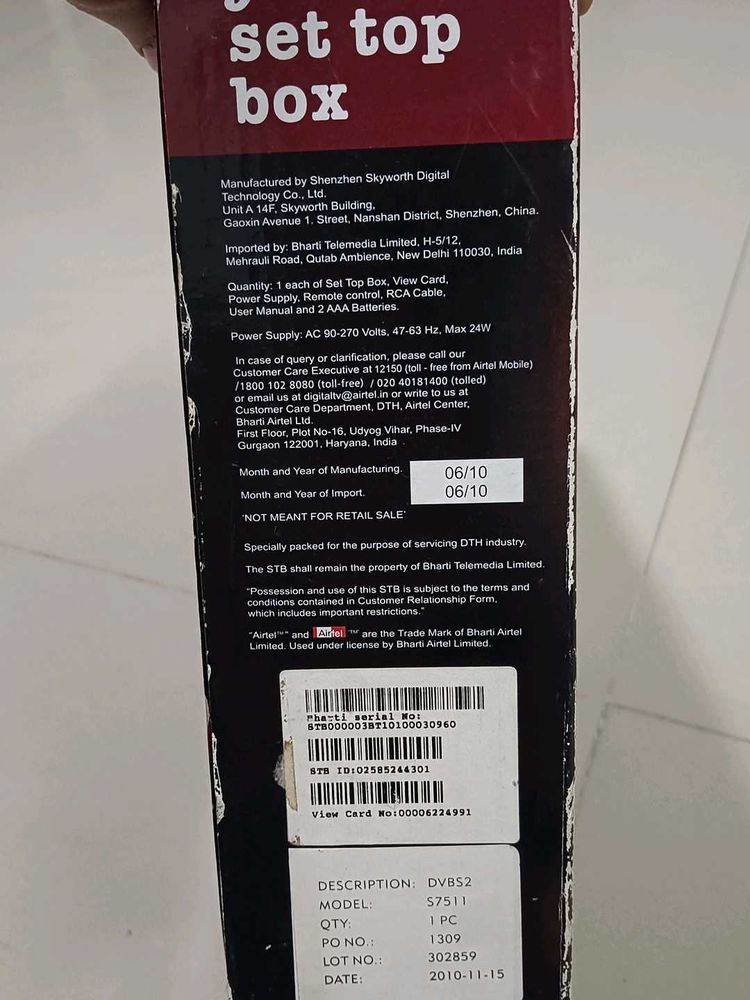 set top
box
Manufactured by Shenzhen Skyworth Digital
Technology Co., Ltd.
Unit A 14F, Skyworth Building,
Gaoxin Avenue 1. Street, Nanshan District, Shenzhen, China.
Imported by: Bharti Telemedia Limited, H-5/12,
Mehrauli Road, Qutab Ambience, New Delhi 110030, India
Quantity: 1 each of Set Top Box, View Card,
Power Supply, Remote control, RCA Cable,
User Manual and 2 AAA Batteries.
Power Supply: AC 90-270 Volts, 47-63 Hz, Max 24W
In case of query or clarification, please call our
Customer Care Executive at 12150 (toll - free from Airtel Mobile)
/1800 102 8080 (toll-free) / 020 40181400 (tolled)
or email us at digitaltv@airtel.in or write to us at
Customer Care Department, DTH, Airtel Center,
Bharti Airtel Ltd.
First Floor, Plot No-16, Udyog Vihar, Phase-IV
Gurgaon 122001, Haryana, India
Month and Year of Manufacturing. 06/10
Month and Year of Import. 06/10
'NOT MEANT FOR RETAIL SALE'
Specially packed for the purpose of servicing DTH industry.
The STB shall remain the property of Bharti Telemedia Limited.
"Possession and use of this STB is subject to the terms and
conditions contained in Customer Relationship Form,
which includes important restrictions."
"Airtel™" and Airtel ™ are the Trade Mark of Bharti Airtel
Limited. Used under license by Bharti Airtel Limited.
Bharti serial No:
STB000003BT10100030960
STB ID:02585244301
View Card No:00006224991
DESCRIPTION: DVBS2
MODEL: S7511
QTY: 1 PC
PO NO.: 1309
LOT NO.: 302859
DATE: 2010-11-15